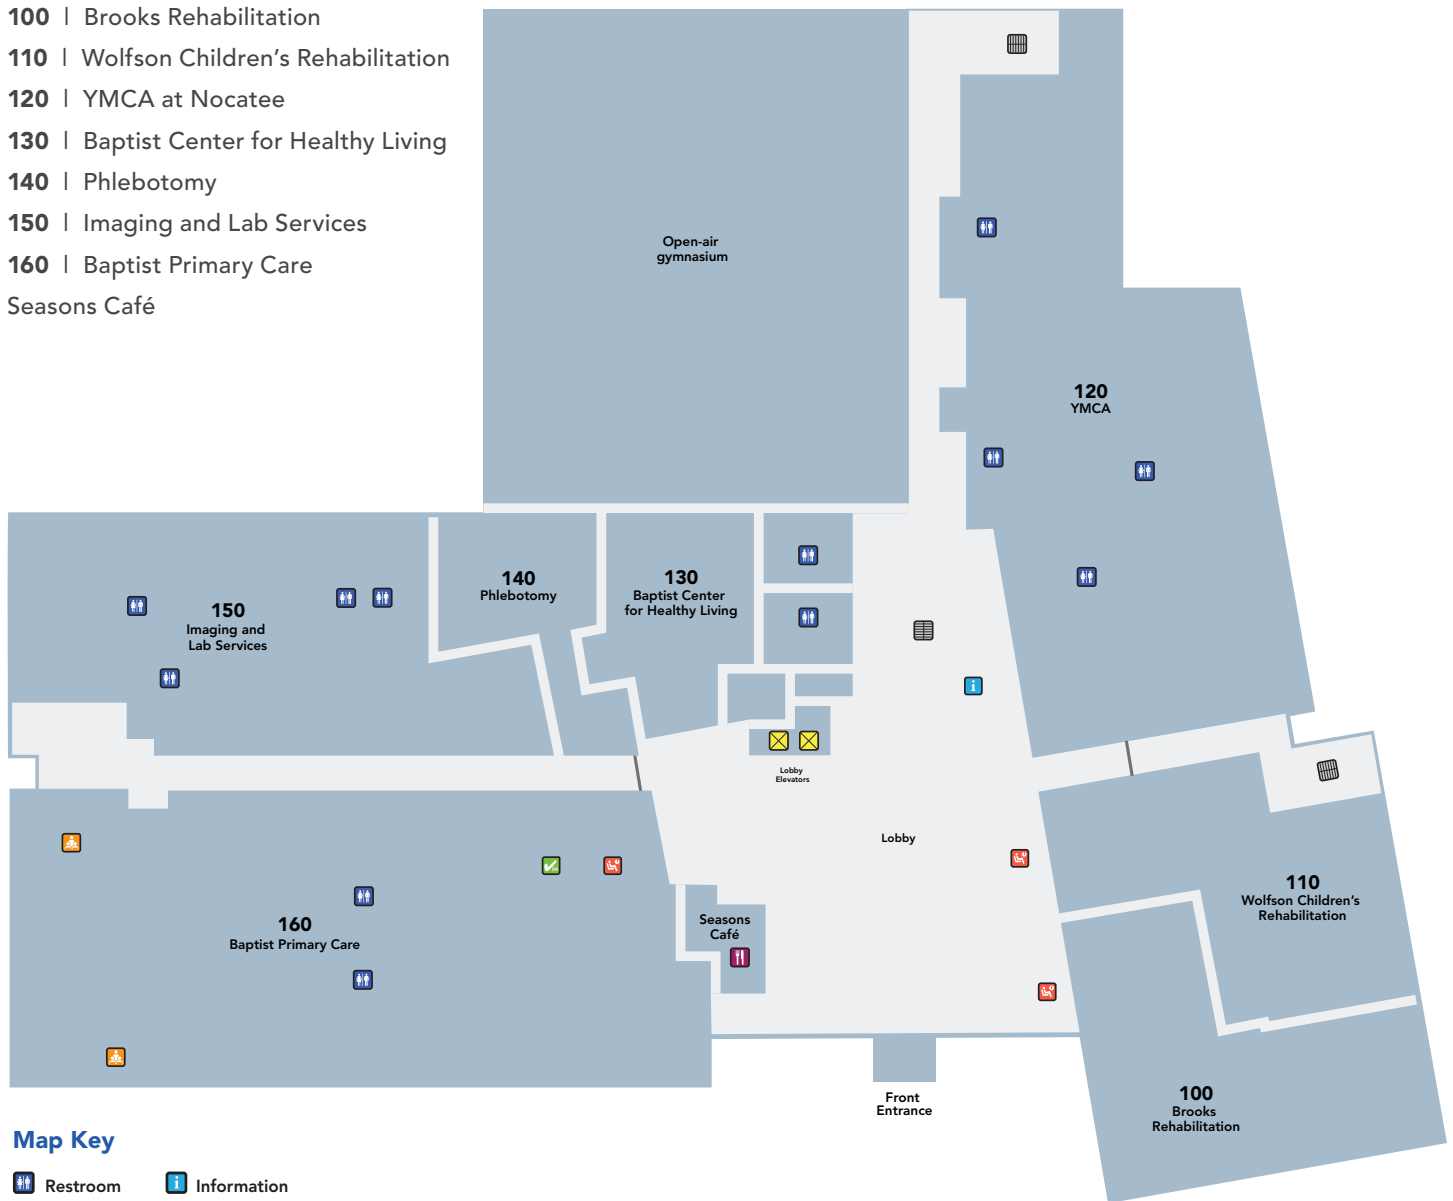 100 | Brooks Rehabilitation
110 | Wolfson Children's Rehabilitation
120 | YMCA at Nocatee
130 | Baptist Center for Healthy Living
140 | Phlebotomy
150 | Imaging and Lab Services
160 | Baptist Primary Care
Seasons Café
Open-air
gymnasium
120
YMCA
140
Phlebotomy
130
Baptist Center
for Healthy Living
150
Imaging and
Lab Services
Lobby
Elevators
Lobby
110
Wolfson Children's
Rehabilitation
Seasons
Café
160
Baptist Primary Care
100
Brooks
Rehabilitation
Front
Entrance
Map Key
Restroom
i Information